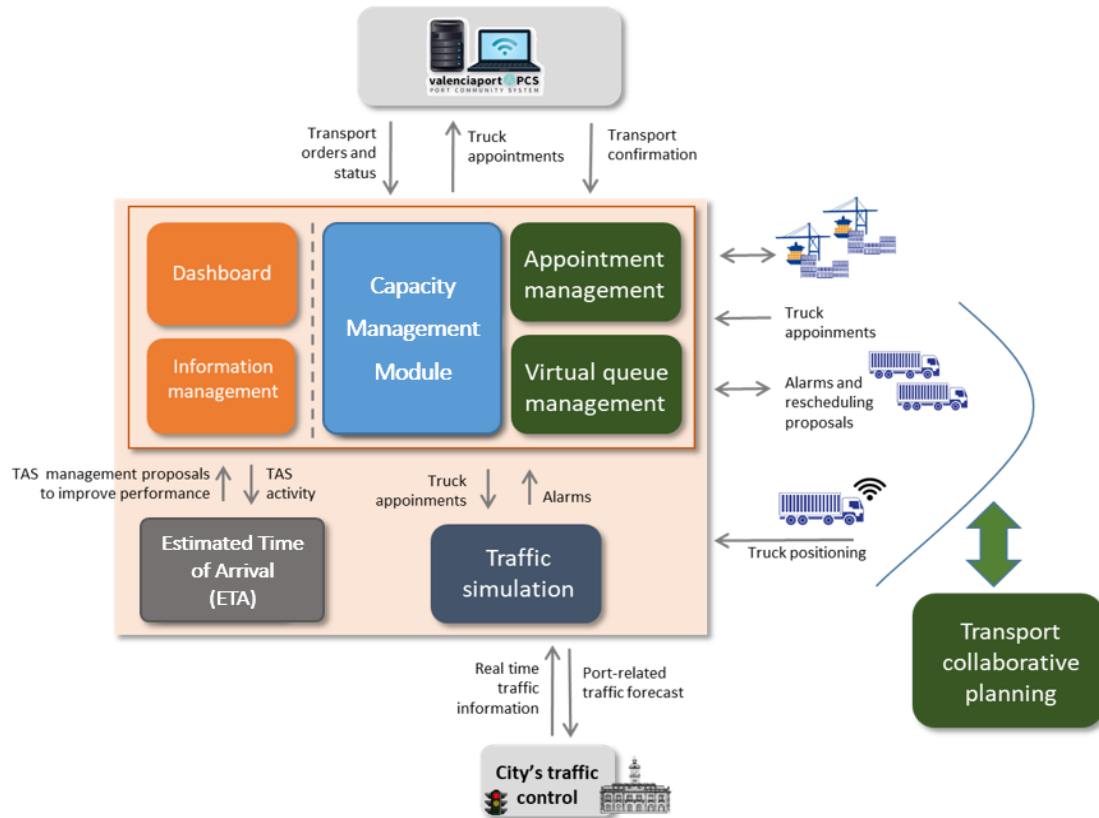 valenciaport PCS
PORT COMMUNITY SYSTEM
Transport
orders and
status
Truck
appointments
Transport
confirmation
Dashboard
Information
management
Capacity
Management
Module
Appointment
management
Virtual queue
management
Truck
appoinments
Alarms and
rescheduling
proposals
TAS management proposals
to improve performance
TAS
activity
Truck
appoinments
Alarms
Truck positioning
Estimated Time
of Arrival
(ETA)
Traffic
simulation
Transport
collaborative
planning
Real time
traffic
information
Port-related
traffic forecast
City's traffic
control